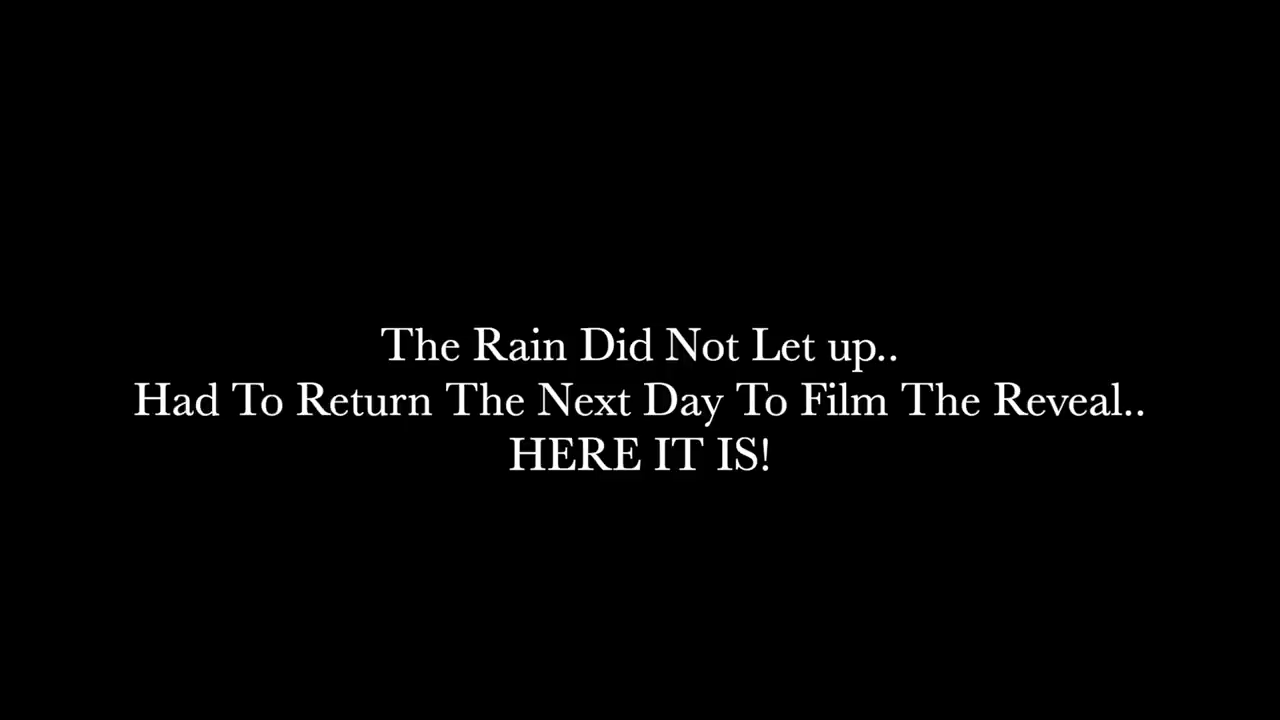 The Rain Did Not Let up..
Had To Return The Next Day To Film The Reveal..
HERE IT IS!